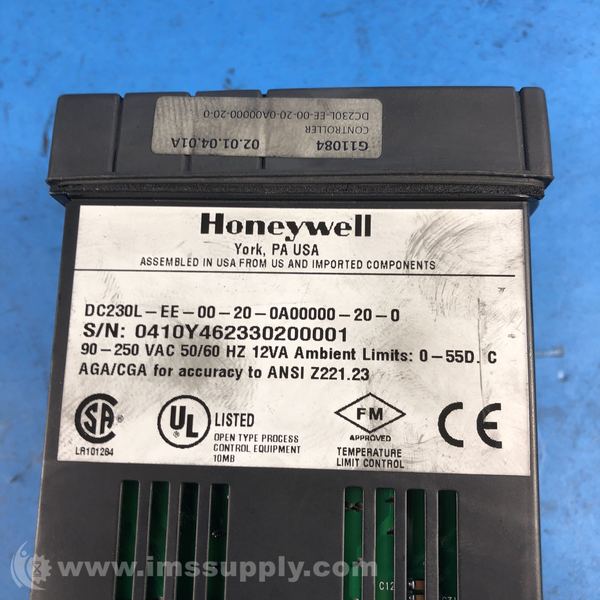 G11084 02.01.04.01A
CONTROLLER
DC230L-EE-00-20-0A00000-20-0
Honeywell
York, PA USA
ASSEMBLED IN USA FROM US AND IMPORTED COMPONENTS
DC230L-EE-00-20-0A00000-20-0
S/N: 0410Y462330200001
90-250 VAC 50/60 HZ 12VA Ambient Limits: 0-55D. C
AGA/CGA for accuracy to ANSI Z221.23
SA
LR101284
UL
LISTED
OPEN TYPE PROCESS
CONTROL EQUIPMENT
10MB
FM
APPROVED
TEMPERATURE
LIMIT CONTROL
CE
C12
www.imssupply.com